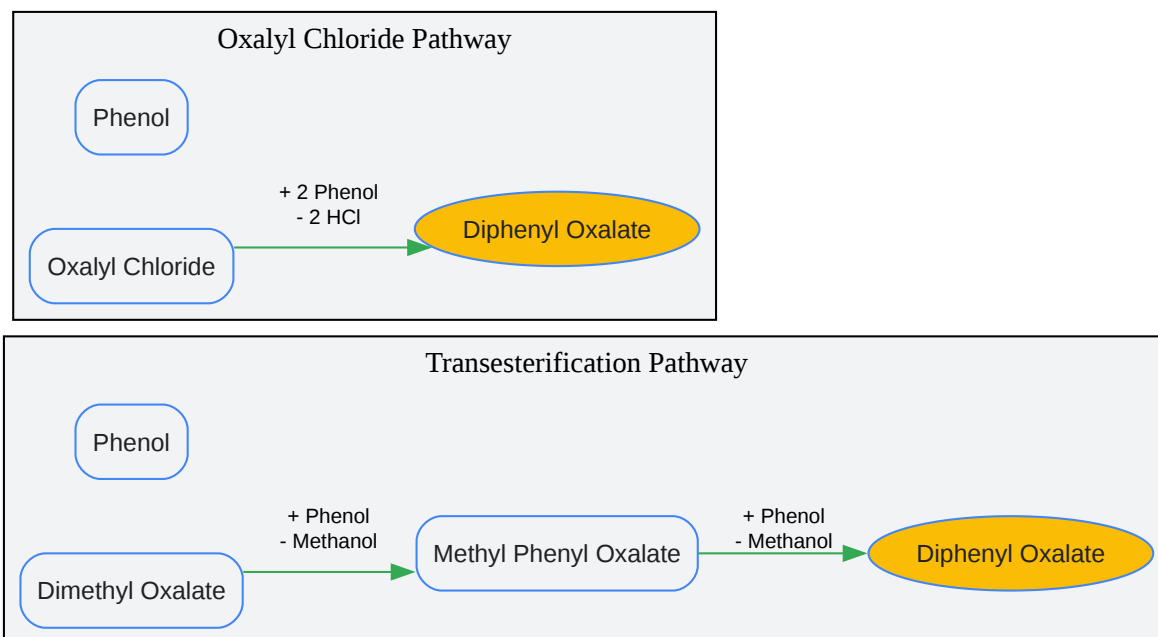 Oxalyl Chloride Pathway
Phenol
+ 2 Phenol
- 2 HCl
Diphenyl Oxalate
Oxalyl Chloride
Transesterification Pathway
Phenol
+ Phenol
- Methanol
Methyl Phenyl Oxalate
+ Phenol
- Methanol
Diphenyl Oxalate
Dimethyl Oxalate